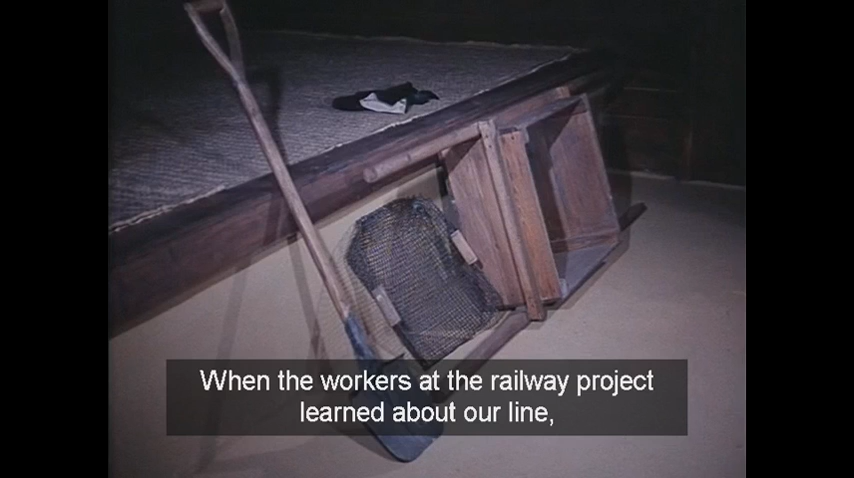 When the workers at the railway project
learned about our line,